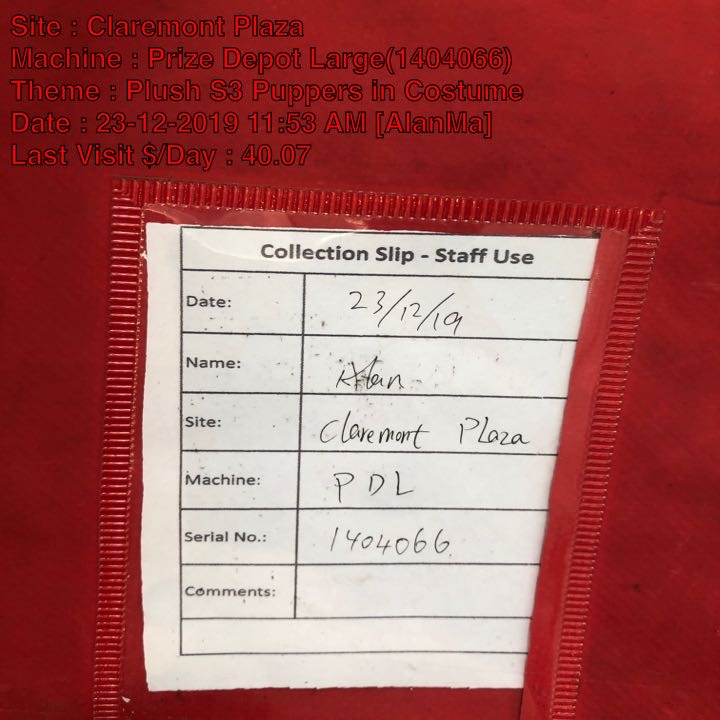 Site : Claremont Plaza
Machine : Prize Depot Large(1404066)
Theme : Plush S3 Puppers in Costume
Date : 23-12-2019 11:53 AM [AlanMa]
Last Visit $/Day : 40.07
Collection Slip - Staff Use
Date: 23/12/19
Name: Alan
Site: Claremont Plaza
Machine: PDL
Serial No.: 1404066
Comments: